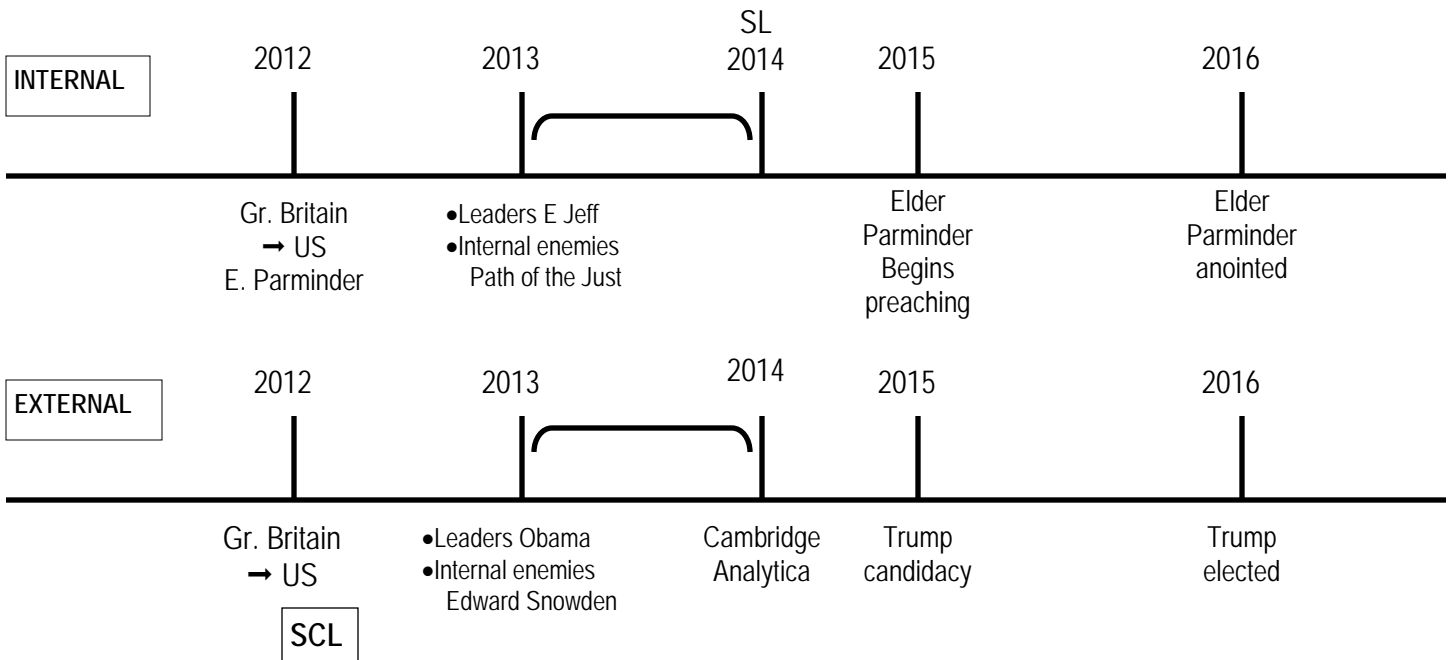 SL
2012 2013 2014 2015 2016
INTERNAL
Gr. Britain
→ US
E. Parminder
•Leaders E Jeff
•Internal enemies
Path of the Just
Elder
Parminder
Begins
preaching
Elder
Parminder
anointed
2012 2013 2014 2015 2016
EXTERNAL
Gr. Britain
→ US
SCL
•Leaders Obama
•Internal enemies
Edward Snowden
Cambridge
Analytica
Trump
candidacy
Trump
elected